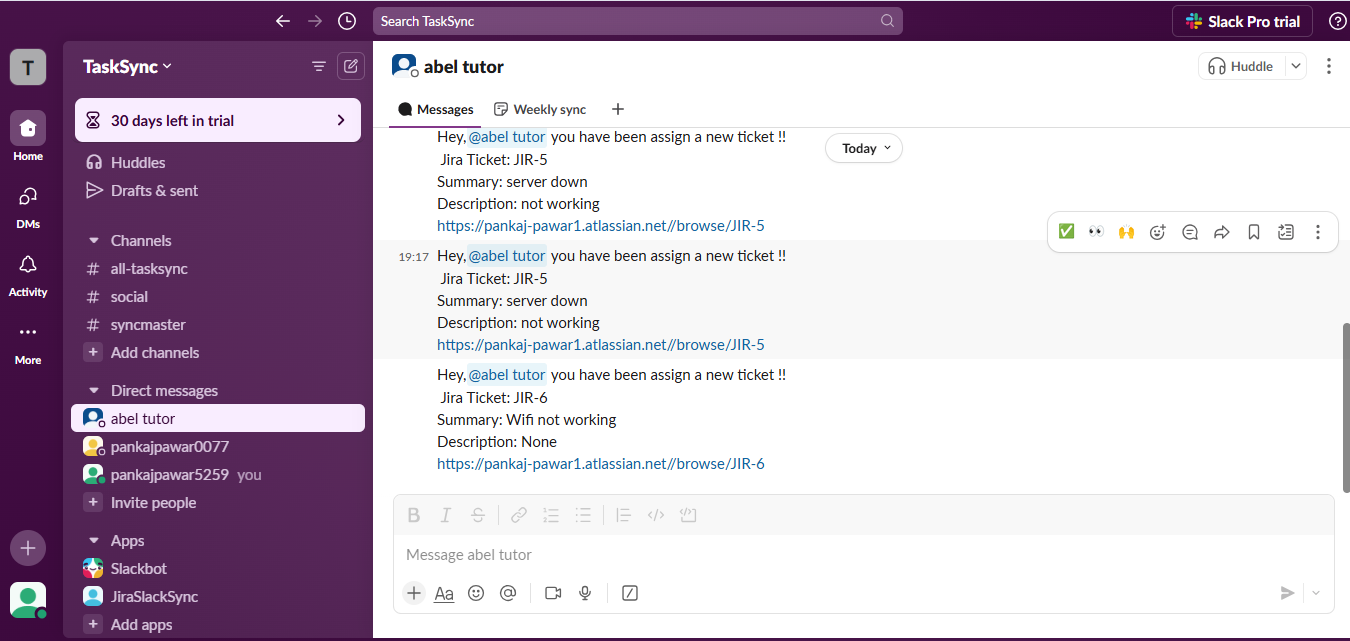 Search TaskSync
Slack Pro trial
T
TaskSync
30 days left in trial
Home
Huddles
Drafts & sent
DMs
Channels
# all-tasksync
# social
# syncmaster
Add channels
Activity
More
Direct messages
abel tutor
pankajpawar0077
pankajpawar5259 you
Invite people
Apps
Slackbot
JiraSlackSync
Add apps
abel tutor
Huddle
Messages
Weekly sync
Today
Hey, @abel tutor you have been assign a new ticket !!
Jira Ticket: JIR-5
Summary: server down
Description: not working
https://pankaj-pawar1.atlassian.net//browse/JIR-5
19:17 Hey, @abel tutor you have been assign a new ticket !!
Jira Ticket: JIR-5
Summary: server down
Description: not working
https://pankaj-pawar1.atlassian.net//browse/JIR-5
Hey, @abel tutor you have been assign a new ticket !!
Jira Ticket: JIR-6
Summary: Wifi not working
Description: None
https://pankaj-pawar1.atlassian.net//browse/JIR-6
B I S
Message abel tutor
Aa